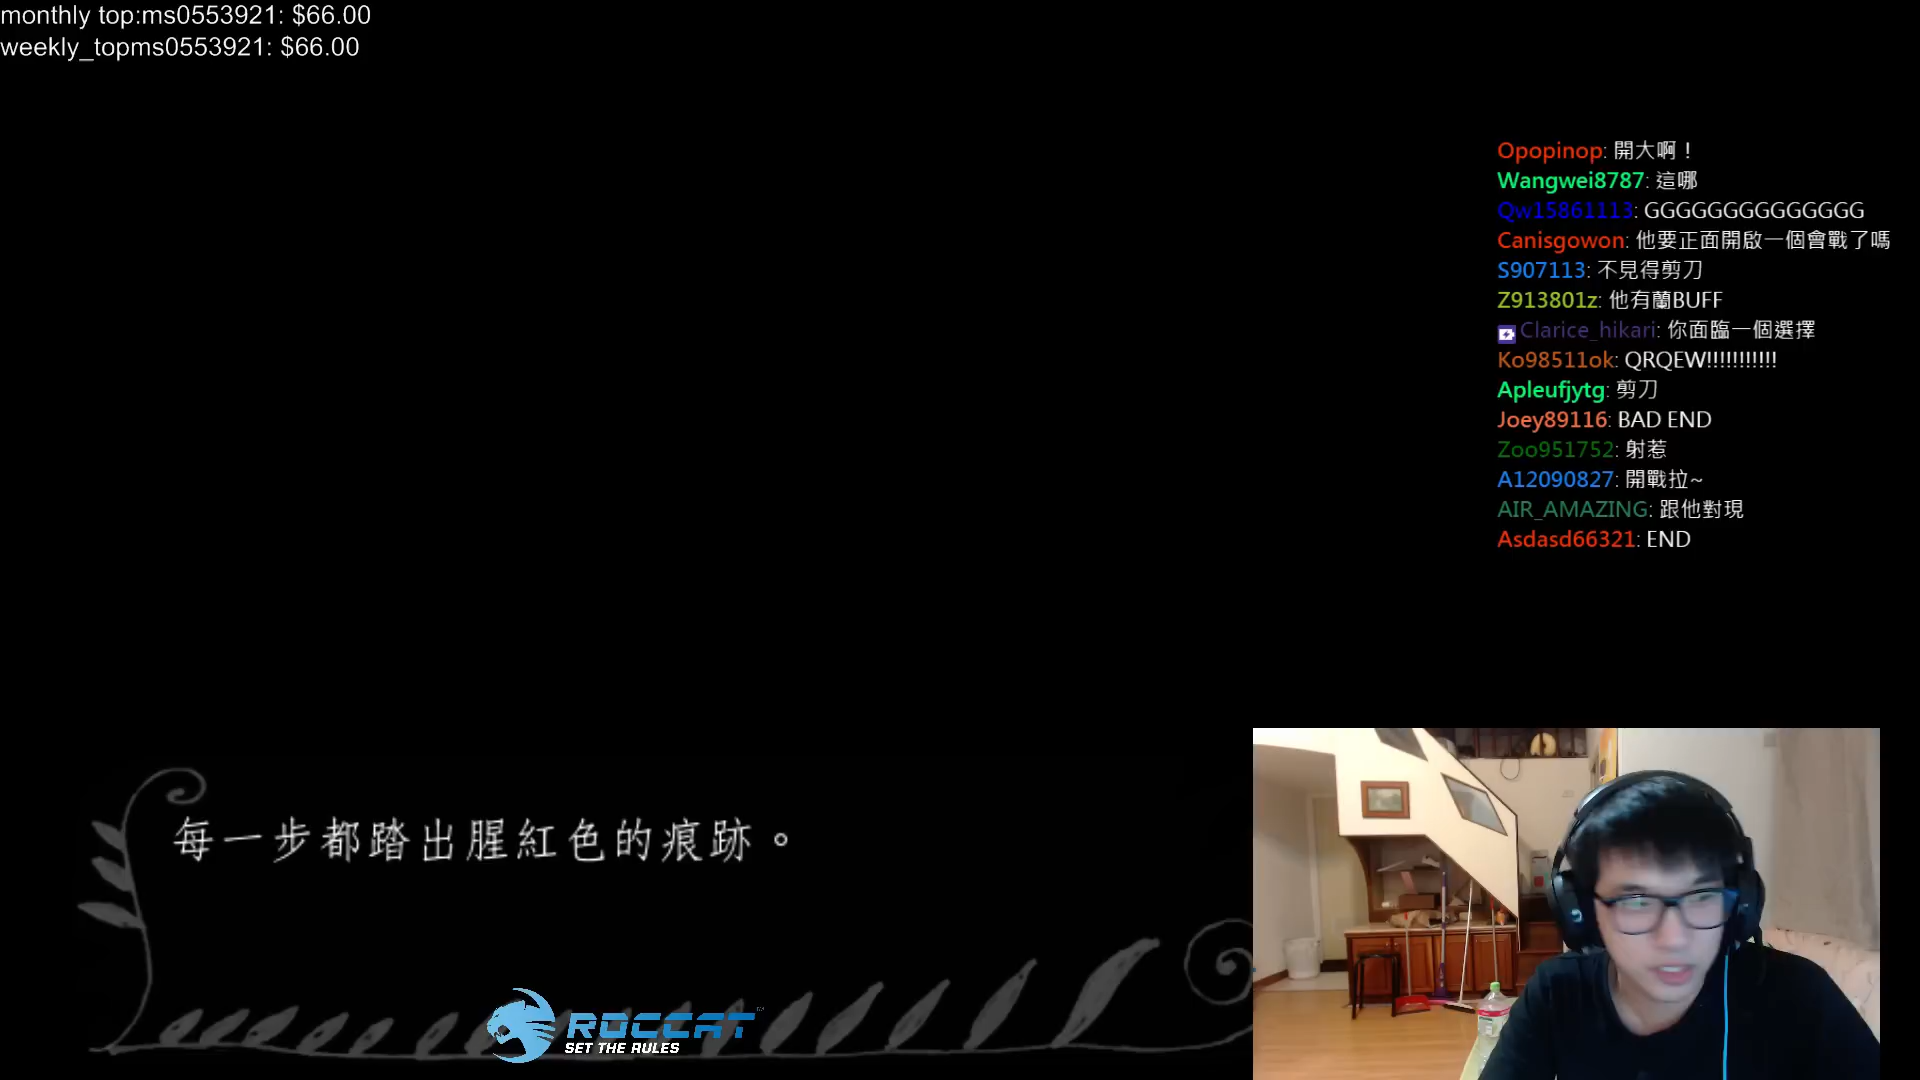 monthly top:ms0553921: $66.00
weekly_topms0553921: $66.00
Opopinop: 開大啊！
Wangwei8787: 這哪
Qw15861113: GGGGGGGGGGGGGG
Canisgowon: 他要正面開啟一個會戰了嗎
S907113: 不見得剪刀
Z913801z: 他有蘭BUFF
Clarice_hikari: 你面臨一個選擇
Ko98511ok: QRQEW!!!!!!!!!!!
Apleufjytg: 剪刀
Joey89116: BAD END
Zoo951752: 射惹
A12090827: 開戰拉~
AIR_AMAZING: 跟他對現
Asdasd66321: END
每一步都踏出腥紅色的痕跡。
ROCCAT™
SET THE RULES